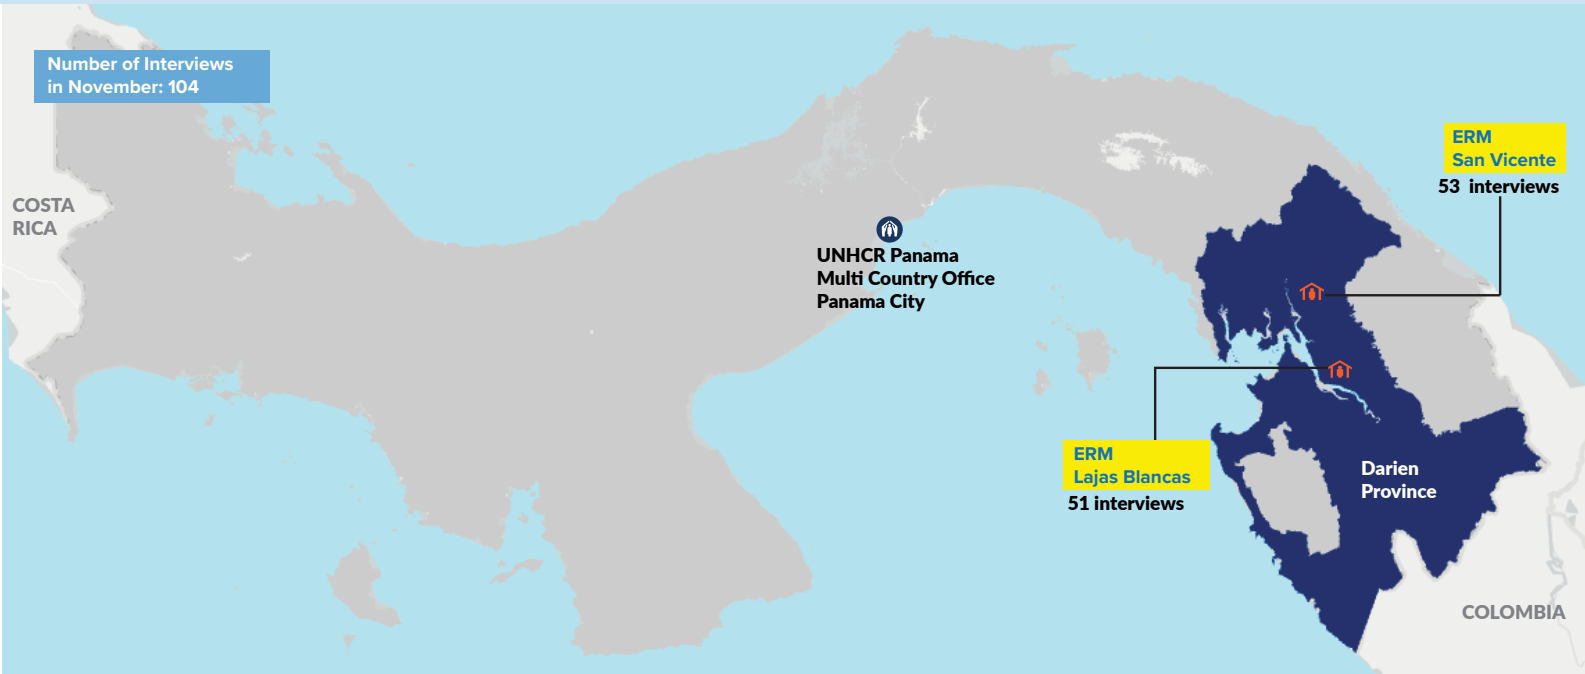 Number of Interviews
in November: 104
COSTA
RICA
UNHCR Panama
Multi Country Office
Panama City
ERM
San Vicente
53 interviews
ERM
Lajas Blancas
51 interviews
Darien
Province
COLOMBIA